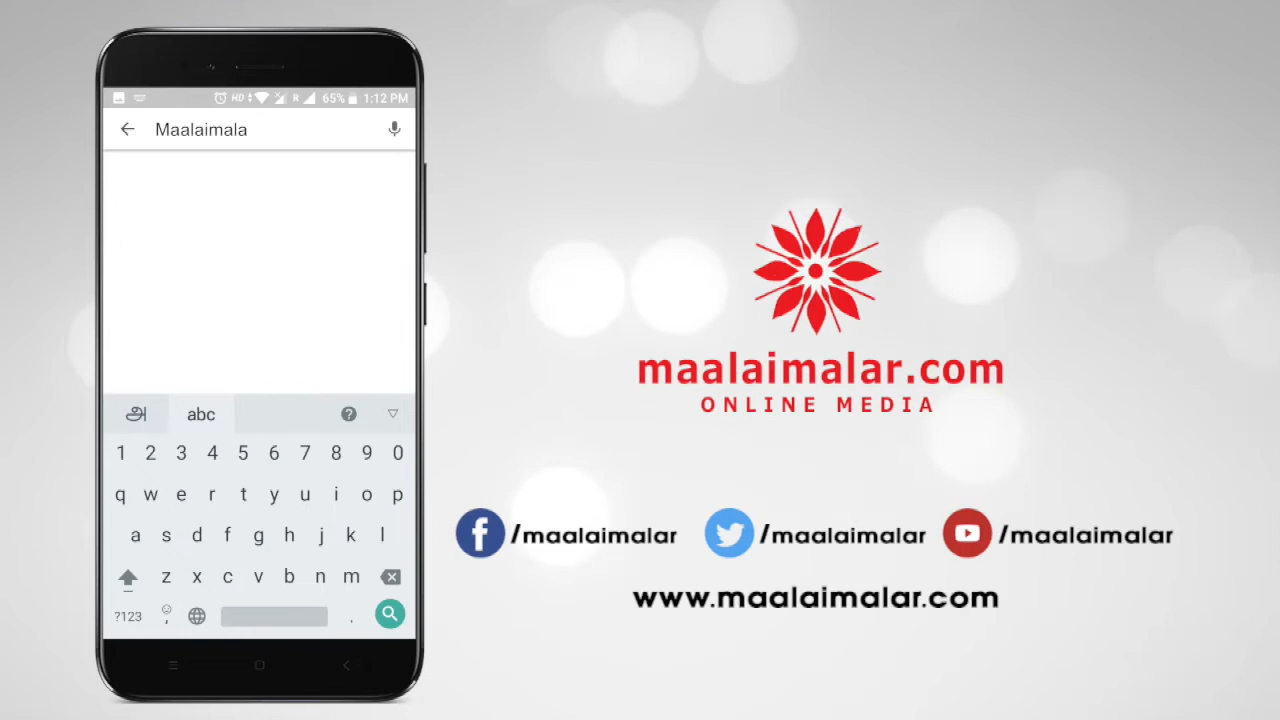 HD R 65% 1:12 PM
Maalaimala
அ abc ?
1 2 3 4 5 6 7 8 9 0
q w e r t y u i o p
a s d f g h j k l
z x c v b n m
?123 , .
maalaimalar.com
ONLINE MEDIA
f /maalaimalar /maalaimalar /maalaimalar
www.maalaimalar.com